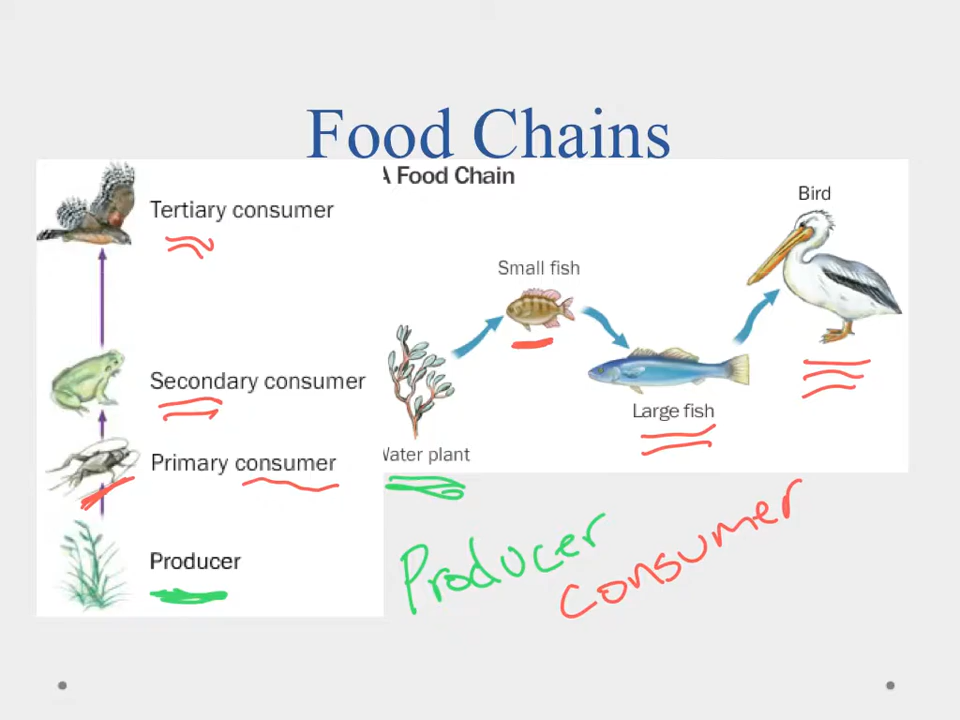 Food Chains
A Food Chain
Tertiary consumer
Secondary consumer
Primary consumer
Producer
Bird
Small fish
Large fish
Water plant
Producer
Consumer